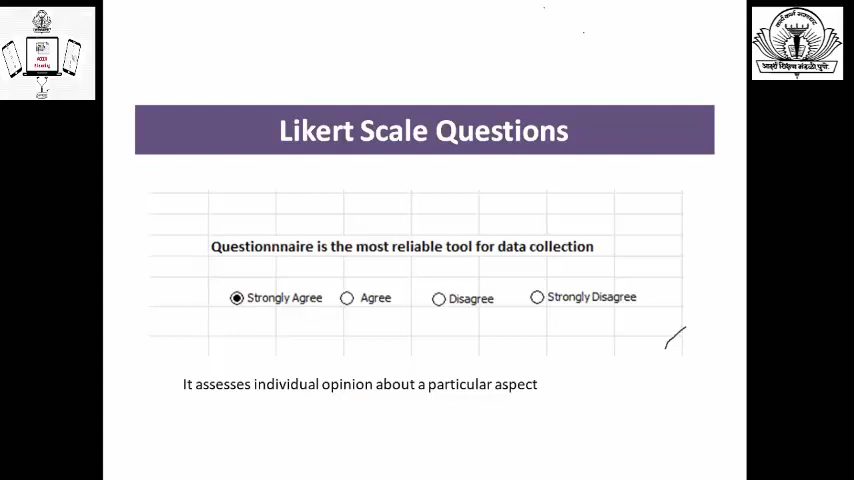 Likert Scale Questions
Questionnnaire is the most reliable tool for data collection
Strongly Agree Agree Disagree Strongly Disagree
It assesses individual opinion about a particular aspect